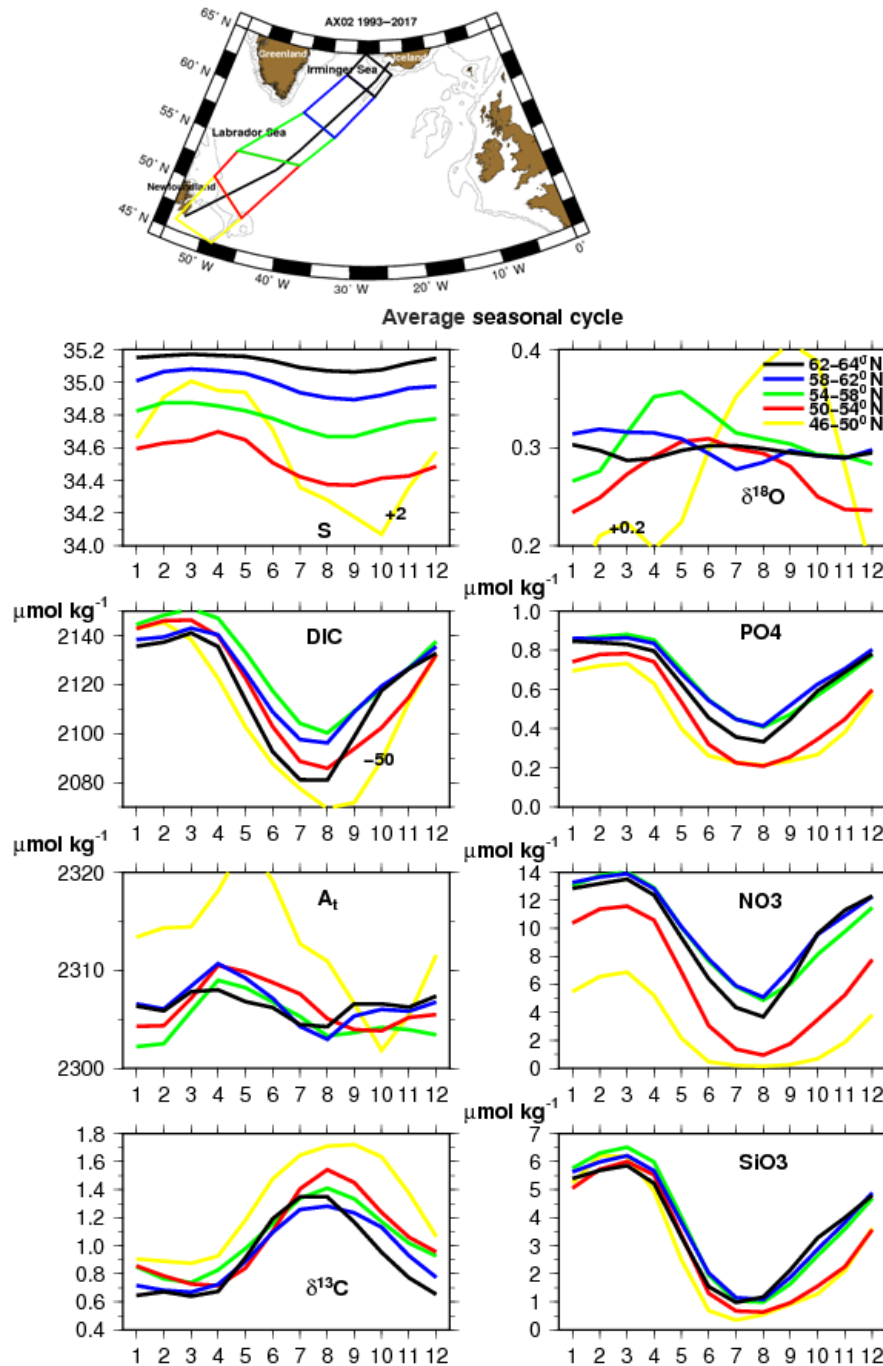 AX02 1993–2017
65˚ N
60˚ N
55˚ N
50˚ N
45˚ N
Greenland
Iceland
Irminger Sea
Labrador Sea
Newfoundland
50˚ W
40˚ W
30˚ W
20˚ W
10˚ W
0˚
Average seasonal cycle
35.2
35.0
34.8
34.6
34.4
34.2
34.0
+2
S
1 2 3 4 5 6 7 8 9 10 11 12
0.4
0.3
0.2
62–64⁰ N
58–62⁰ N
54–58⁰ N
50–54⁰ N
46–50⁰ N
δ¹⁸O
+0.2
1 2 3 4 5 6 7 8 9 10 11 12
μmol kg⁻¹
2140
2120
2100
2080
DIC
−50
1 2 3 4 5 6 7 8 9 10 11 12
μmol kg⁻¹
1.0
0.8
0.6
0.4
0.2
0.0
PO4
1 2 3 4 5 6 7 8 9 10 11 12
μmol kg⁻¹
2320
2310
2300
Aₜ
1 2 3 4 5 6 7 8 9 10 11 12
μmol kg⁻¹
14
12
10
8
6
4
2
0
NO3
1 2 3 4 5 6 7 8 9 10 11 12
1.8
1.6
1.4
1.2
1.0
0.8
0.6
0.4
δ¹³C
1 2 3 4 5 6 7 8 9 10 11 12
μmol kg⁻¹
7
6
5
4
3
2
1
0
SiO3
1 2 3 4 5 6 7 8 9 10 11 12